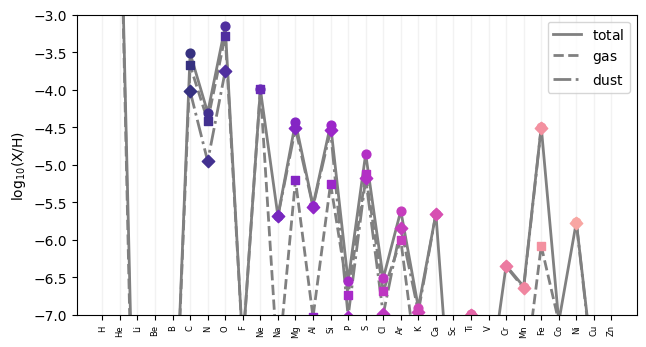 total
gas
dust
log₁₀(X/H)
−3.0
−3.5
−4.0
−4.5
−5.0
−5.5
−6.0
−6.5
−7.0
H He Li Be B C N O F Ne Na Mg Al Si P S Cl Ar K Ca Sc Ti V Cr Mn Fe Co Ni Cu Zn